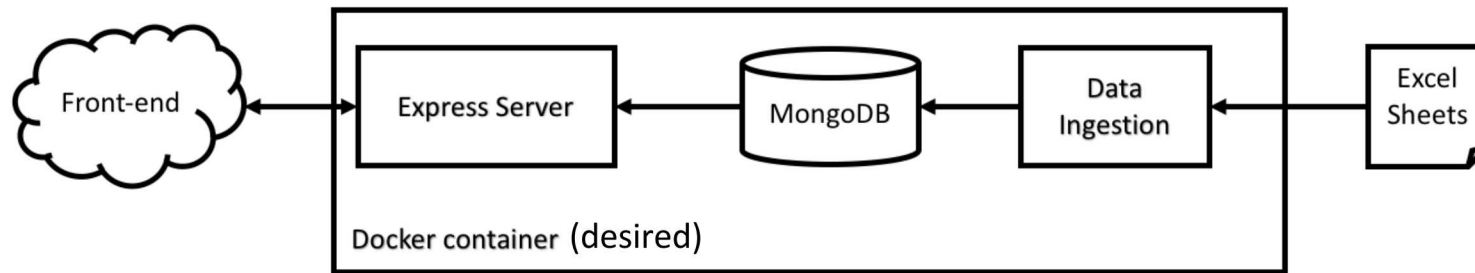 Front-end
Express Server
MongoDB
Data
Ingestion
Excel
Sheets
Docker container (desired)